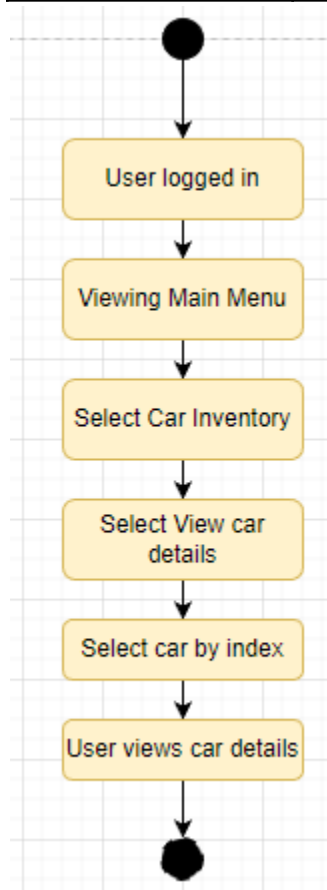 User logged in
Viewing Main Menu
Select Car Inventory
Select View car
details
Select car by index
User views car details